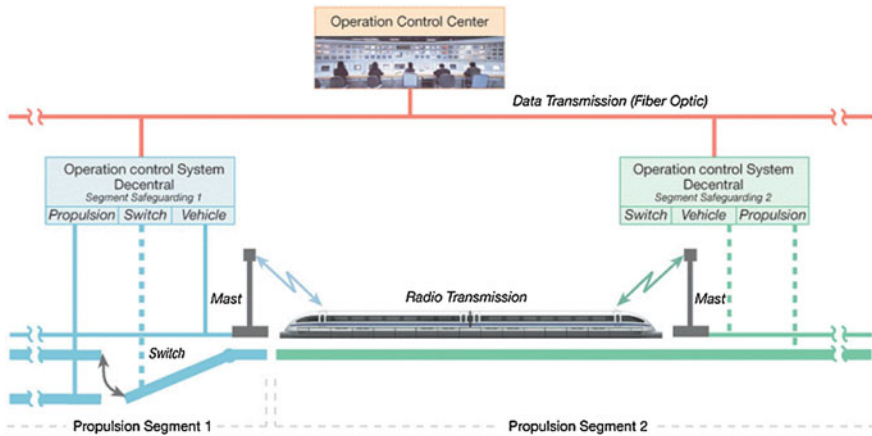 Operation Control Center
Data Transmission (Fiber Optic)
Operation control System
Decentral
Segment Safeguarding 1
Propulsion Switch Vehicle
Operation control System
Decentral
Segment Safeguarding 2
Switch Vehicle Propulsion
Mast
Radio Transmission
Mast
Switch
Propulsion Segment 1
Propulsion Segment 2